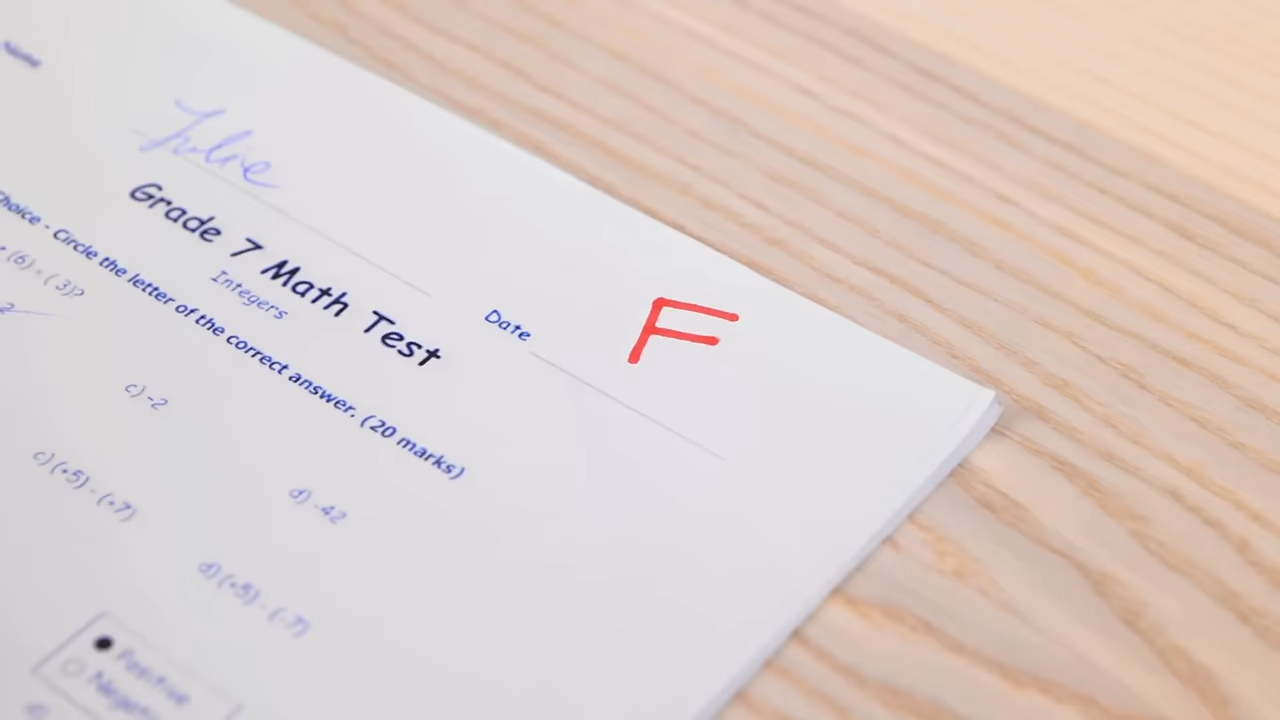 Name
Julie
Grade 7 Math Test
Integers
Date
F
Choice - Circle the letter of the correct answer. (20 marks)
(6) ÷ (3)?
c) -2
d) -42
c) (+5) - (+7)
d) (+5) - (-7)
Positive
Negative